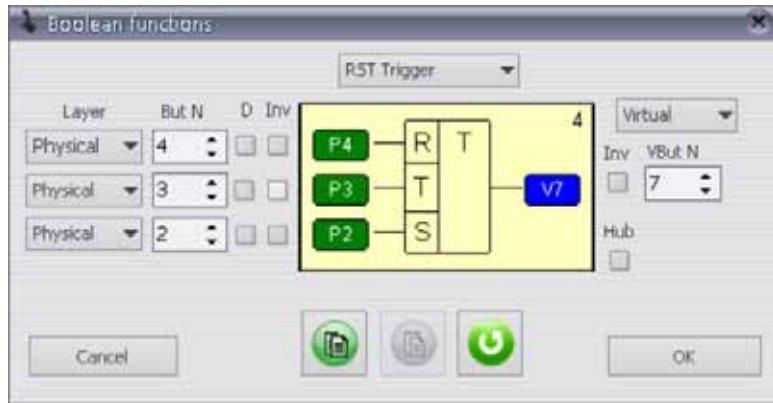 Boolean functions
RST Trigger
Layer But N D Inv
4
Virtual
Physical 4
P4 R T
Inv VBut N
Physical 3
P3 T V7
7
Physical 2
P2 S
Hub
Cancel
OK